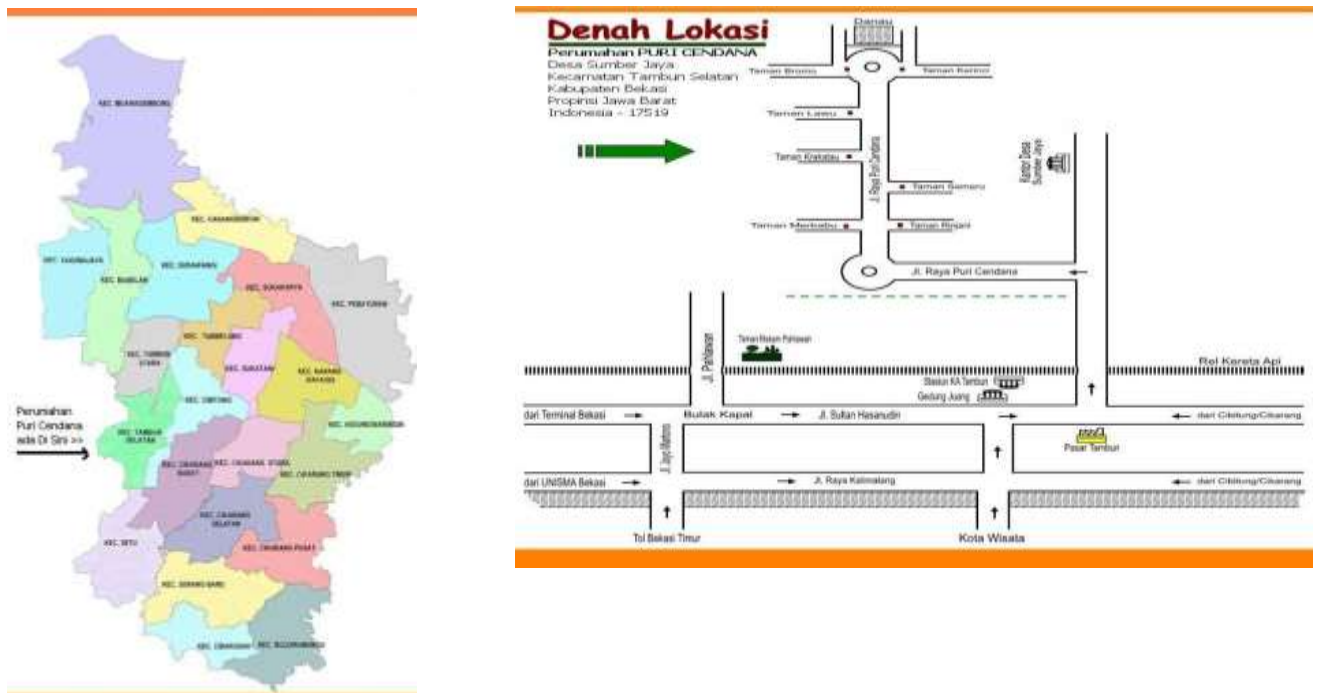 KEC. MUARAGEMBONG
KEC. CABANGBUNGIN
KEC. TARUMAJAYA
KEC. BABELAN
KEC. SUKAWANGI
KEC. SUKAKARYA
KEC. PEBAYURAN
KEC. TAMBELANG
KEC. TAMBUN
UTARA
KEC. SUKATANI
KEC. KARANG
BAHAGIA
KEC. CIBITUNG
KEC. KEDUNGWARINGIN
Perumahan
Puri Cendana
ada Di Sini >>
KEC. TAMBUN
SELATAN
KEC. CIKARANG
BARAT
KEC. CIKARANG UTARA
KEC. CIKARANG TIMUR
KEC. CIKARANG
SELATAN
KEC. SETU
KEC. CIKARANG PUSAT
KEC. SERANG BARU
KEC. CIBARUSAH
KEC. BOJONGMANGU
Denah Lokasi
Perumahan PURI CENDANA
Desa Sumber Jaya
Kecamatan Tambun Selatan
Kabupaten Bekasi
Propinsi Jawa Barat
Indonesia - 17519
Danau
Taman Bromo
Taman Kerinci
Taman Lawu
Taman Krakatau
Jl. Raya Puri Cendana
Taman Semeru
Taman Merbabu
Taman Rinjani
Kantor Desa
Sumber Jaya
Jl. Raya Puri Cendana
Jl. Pahlawan
Taman Makam Pahlawan
Rel Kereta Api
Stasiun KA Tambun
Gedung Juang
dari Terminal Bekasi
Bulak Kapal
Jl. Sultan Hasanudin
dari Cibitung/Cikarang
Jl. Joyo Martono
Pasar Tambun
dari UNISMA Bekasi
Jl. Raya Kalimalang
dari Cibitung/Cikarang
Tol Bekasi Timur
Kota Wisata